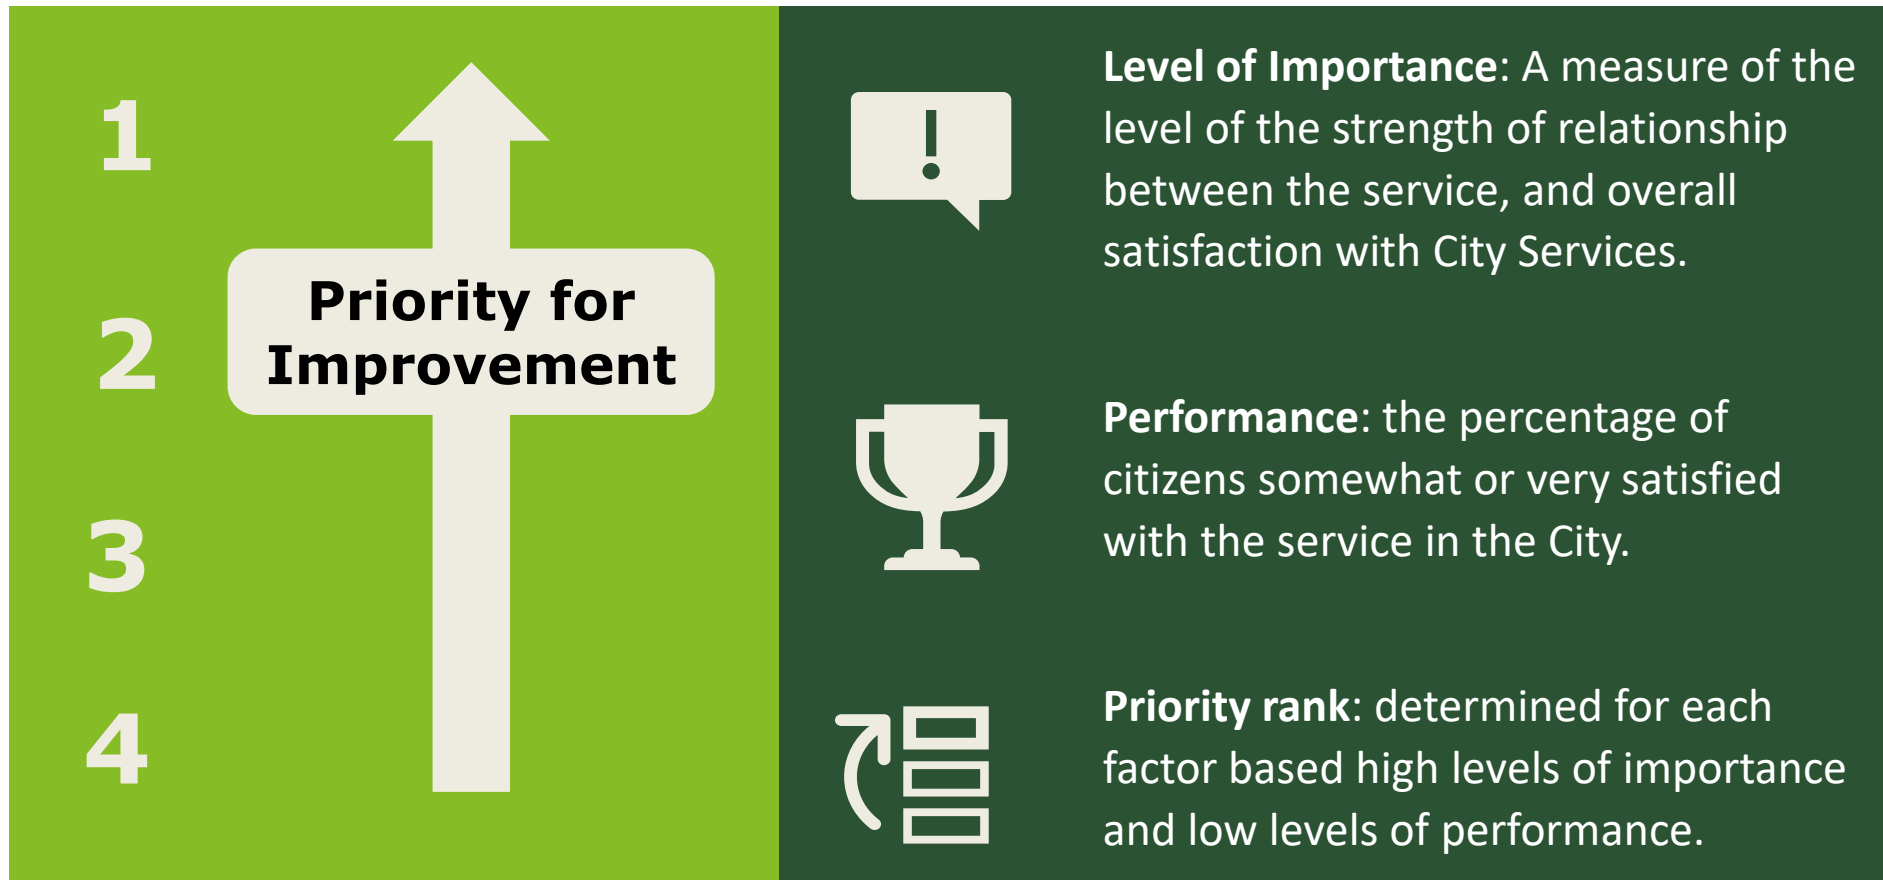 1
2
3
4
Priority for
Improvement
!
Level of Importance: A measure of the
level of the strength of relationship
between the service, and overall
satisfaction with City Services.
Performance: the percentage of
citizens somewhat or very satisfied
with the service in the City.
Priority rank: determined for each
factor based high levels of importance
and low levels of performance.